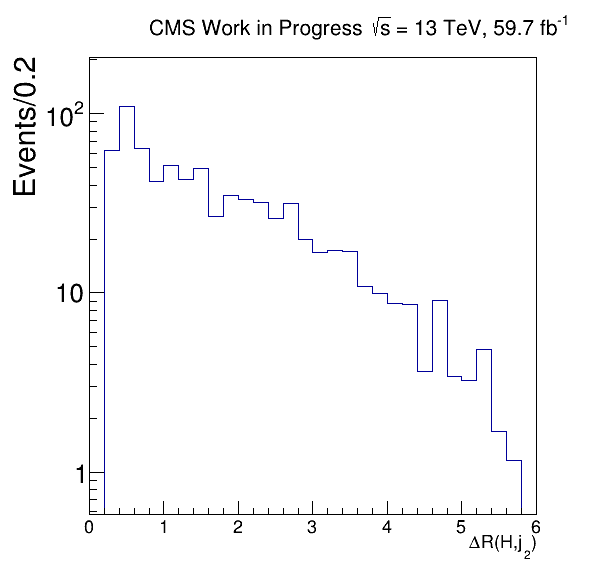 CMS Work in Progress √s = 13 TeV, 59.7 fb⁻¹
Events/0.2
10²
10
1
0 1 2 3 4 5 6
ΔR(H,j₂)